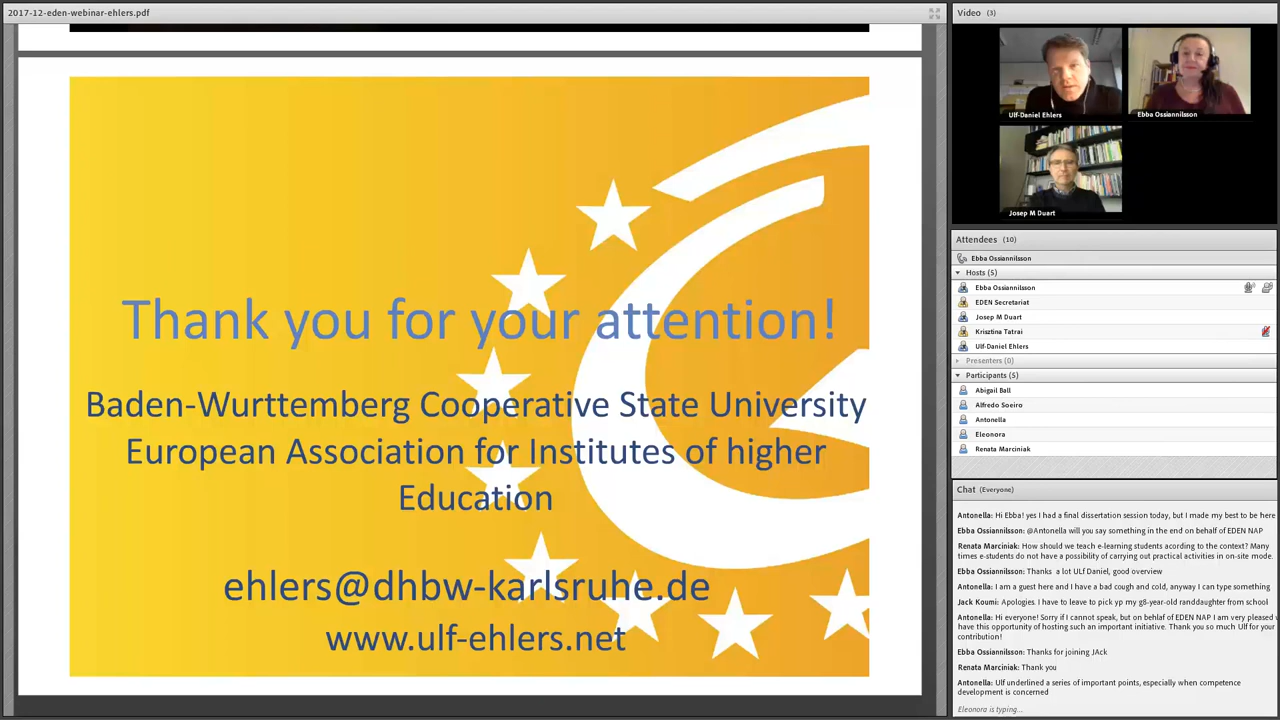 2017-12-eden-webinar-ehlers.pdf
Thank you for your attention!
Baden-Wurttemberg Cooperative State University
European Association for Institutes of higher
Education
ehlers@dhbw-karlsruhe.de
www.ulf-ehlers.net
Video (3)
Ulf-Daniel Ehlers
Ebba Ossiannilsson
Josep M Duart
Attendees (10)
Ebba Ossiannilsson
Hosts (5)
Ebba Ossiannilsson
EDEN Secretariat
Josep M Duart
Krisztina Tatrai
Ulf-Daniel Ehlers
Presenters (0)
Participants (5)
Abigail Ball
Alfredo Soeiro
Antonella
Eleonora
Renata Marciniak
Chat (Everyone)
Antonella: Hi Ebba! yes I had a final dissertation session today, but I made my best to be here
Ebba Ossiannilsson: @Antonella will you say something in the end on behalf of EDEN NAP
Renata Marciniak: How should we teach e-learning students acording to the context? Many
times e-students do not have a possibility of carrying out practical activities in on-site mode.
Ebba Ossiannilsson: Thanks a lot ULf Daniel, good overview
Antonella: I am a guest here and I have a bad cough and cold, anyway I can type something
Jack Koumi: Apologies. I have to leave to pick yp my g8-year-old randdaughter from school
Antonella: Hi everyone! Sorry if I cannot speak, but on behlaf of EDEN NAP I am very pleased
have this opportunity of hosting such an important initiative. Thank you so much Ulf for your
contribution!
Ebba Ossiannilsson: Thanks for joining JAck
Renata Marciniak: Thank you
Antonella: Ulf underlined a series of important points, especially when competence
development is concerned
Eleonora is typing...